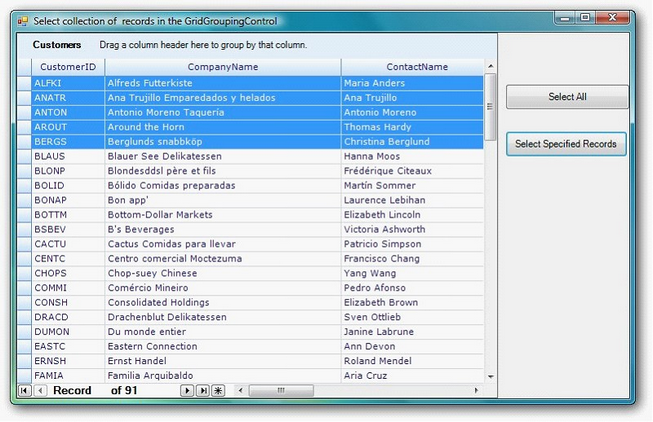 Select collection of  records in the GridGroupingControl
Customers Drag a column header here to group by that column.
CustomerID CompanyName ContactName
ALFKI Alfreds Futterkiste Maria Anders
ANATR Ana Trujillo Emparedados y helados Ana Trujillo
ANTON Antonio Moreno Taquería Antonio Moreno
AROUT Around the Horn Thomas Hardy
BERGS Berglunds snabbköp Christina Berglund
BLAUS Blauer See Delikatessen Hanna Moos
BLONP Blondesddsl père et fils Frédérique Citeaux
BOLID Bólido Comidas preparadas Martín Sommer
BONAP Bon app' Laurence Lebihan
BOTTM Bottom-Dollar Markets Elizabeth Lincoln
BSBEV B's Beverages Victoria Ashworth
CACTU Cactus Comidas para llevar Patricio Simpson
CENTC Centro comercial Moctezuma Francisco Chang
CHOPS Chop-suey Chinese Yang Wang
COMMI Comércio Mineiro Pedro Afonso
CONSH Consolidated Holdings Elizabeth Brown
DRACD Drachenblut Delikatessen Sven Ottlieb
DUMON Du monde entier Janine Labrune
EASTC Eastern Connection Ann Devon
ERNSH Ernst Handel Roland Mendel
FAMIA Familia Arquibaldo Aria Cruz
Record of 91
Select All
Select Specified Records